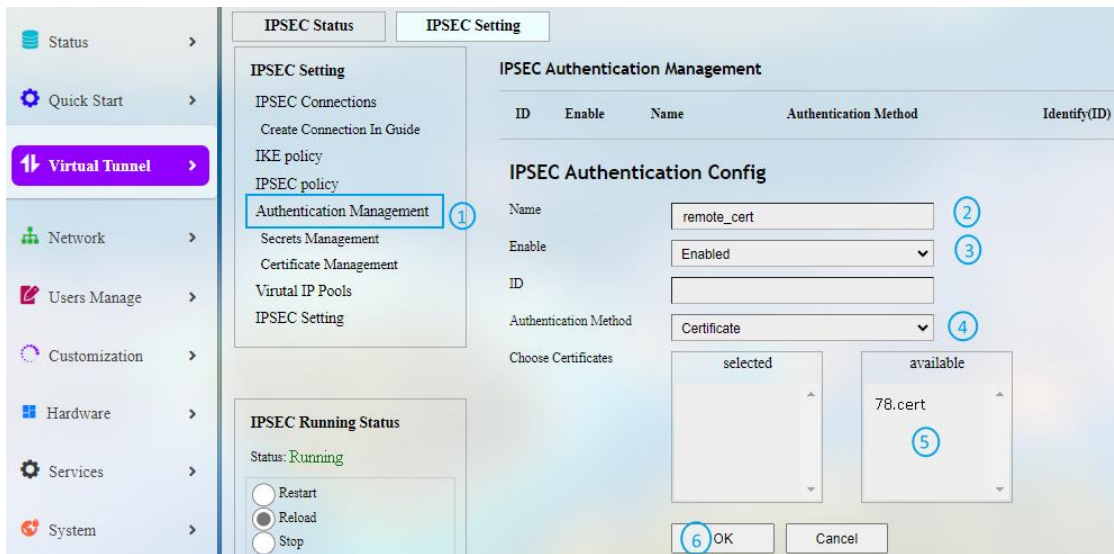 IPSEC Status
IPSEC Setting
Status
Quick Start
Virtual Tunnel
Network
Users Manage
Customization
Hardware
Services
System
IPSEC Setting
IPSEC Connections
Create Connection In Guide
IKE policy
IPSEC policy
Authentication Management 1
Secrets Management
Certificate Management
Virutal IP Pools
IPSEC Setting
IPSEC Running Status
Status: Running
Restart
Reload
Stop
IPSEC Authentication Management
ID Enable Name Authentication Method Identify(ID)
IPSEC Authentication Config
Name remote_cert 2
Enable Enabled 3
ID
Authentication Method Certificate 4
Choose Certificates selected available
78.cert
5
6 OK Cancel